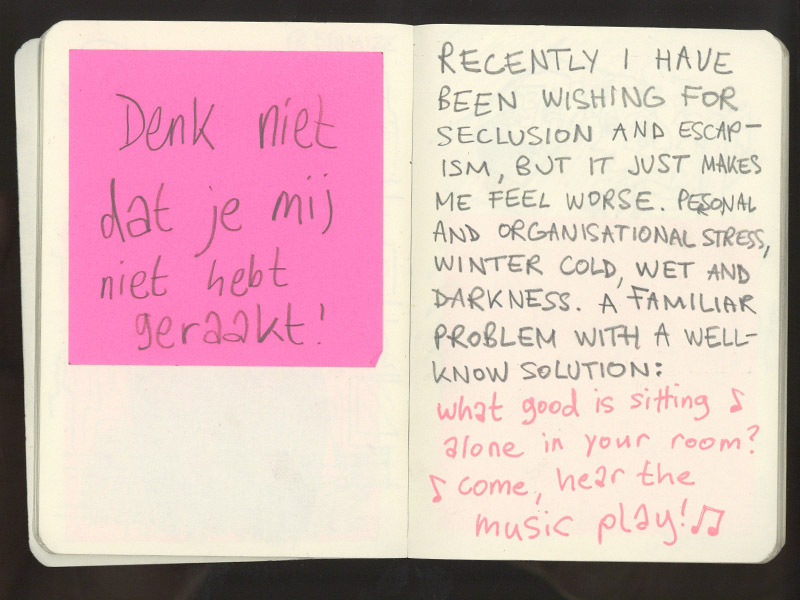 Denk niet
dat je mij
niet hebt
geraakt!
RECENTLY I HAVE
BEEN WISHING FOR
SECLUSION AND ESCAP-
ISM, BUT IT JUST MAKES
ME FEEL WORSE. PERSONAL
AND ORGANISATIONAL STRESS,
WINTER COLD, WET AND
DARKNESS. A FAMILIAR
PROBLEM WITH A WELL-
KNOW SOLUTION:
what good is sitting ♪
alone in your room?
♪ come, hear the
music play! ♫